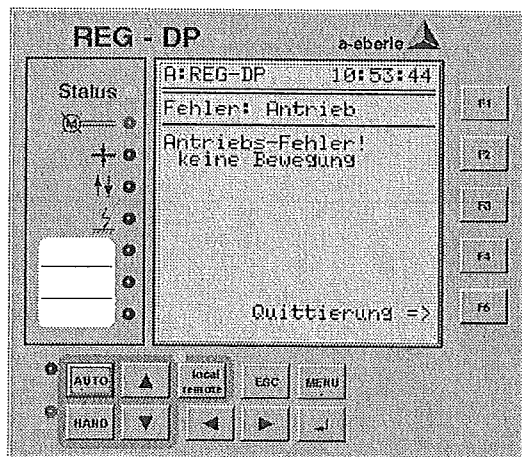 REG - DP
a-eberle
Status
A:REG-DP 10:53:44
Fehler: Antrieb
Antriebs-Fehler!
keine Bewegung
Quittierung =>
F1
F2
F3
F4
F5
AUTO
local
remote
ESC
MENU
HAND